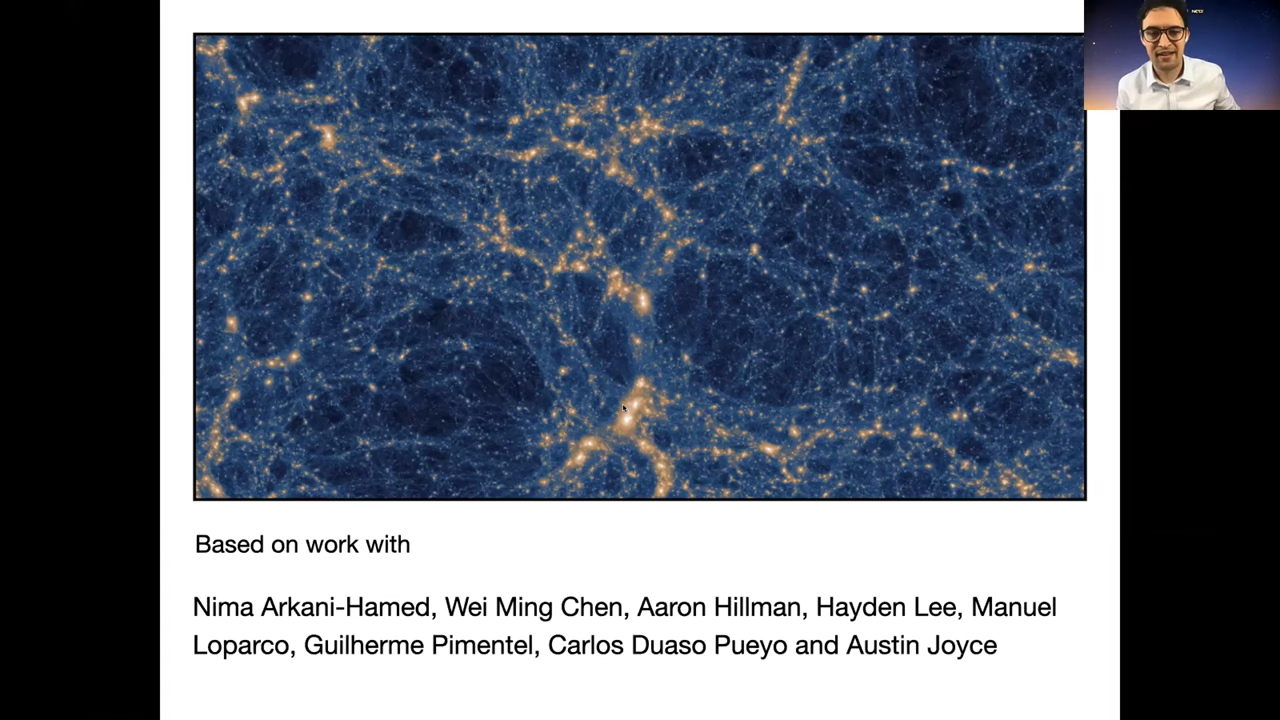 Based on work with
Nima Arkani-Hamed, Wei Ming Chen, Aaron Hillman, Hayden Lee, Manuel
Loparco, Guilherme Pimentel, Carlos Duaso Pueyo and Austin Joyce